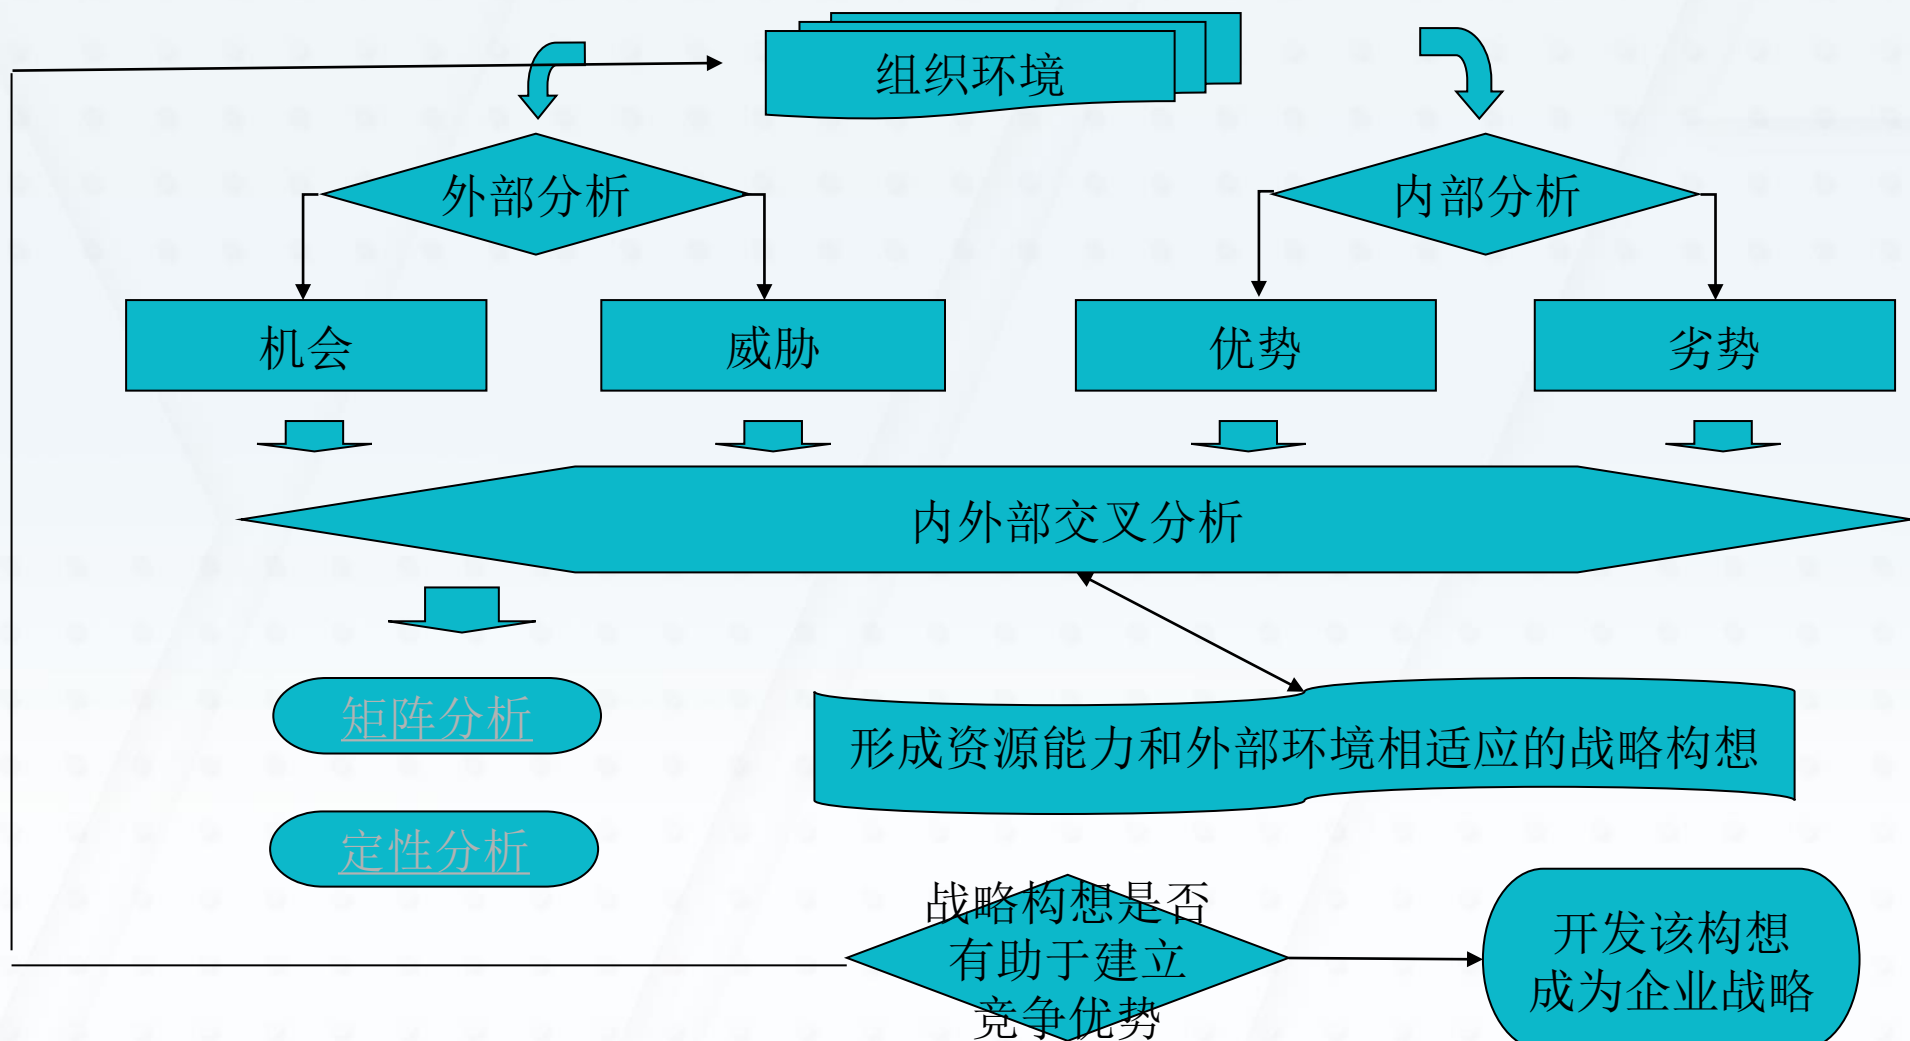 组织环境
外部分析
内部分析
机会
威胁
优势
劣势
内外部交叉分析
矩阵分析
形成资源能力和外部环境相适应的战略构想
定性分析
战略构想是否
有助于建立
竞争优势
开发该构想
成为企业战略